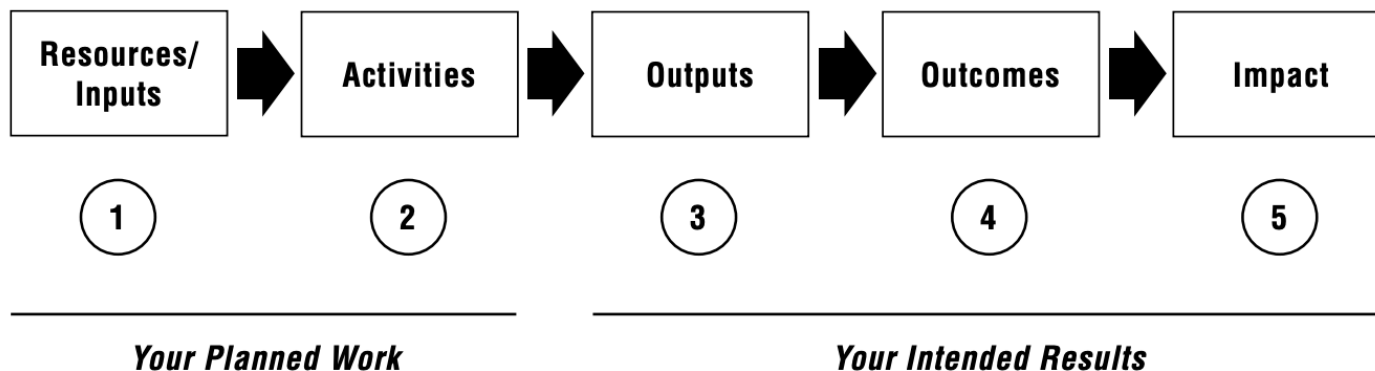 Resources/
Inputs
Activities
Outputs
Outcomes
Impact
1
2
3
4
5
Your Planned Work
Your Intended Results